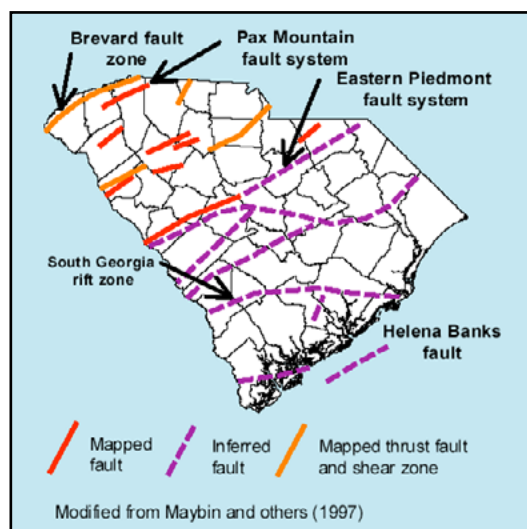 Brevard fault
zone
Pax Mountain
fault system
Eastern Piedmont
fault system
South Georgia
rift zone
Helena Banks
fault
Mapped
fault
Inferred
fault
Mapped thrust fault
and shear zone
Modified from Maybin and others (1997)